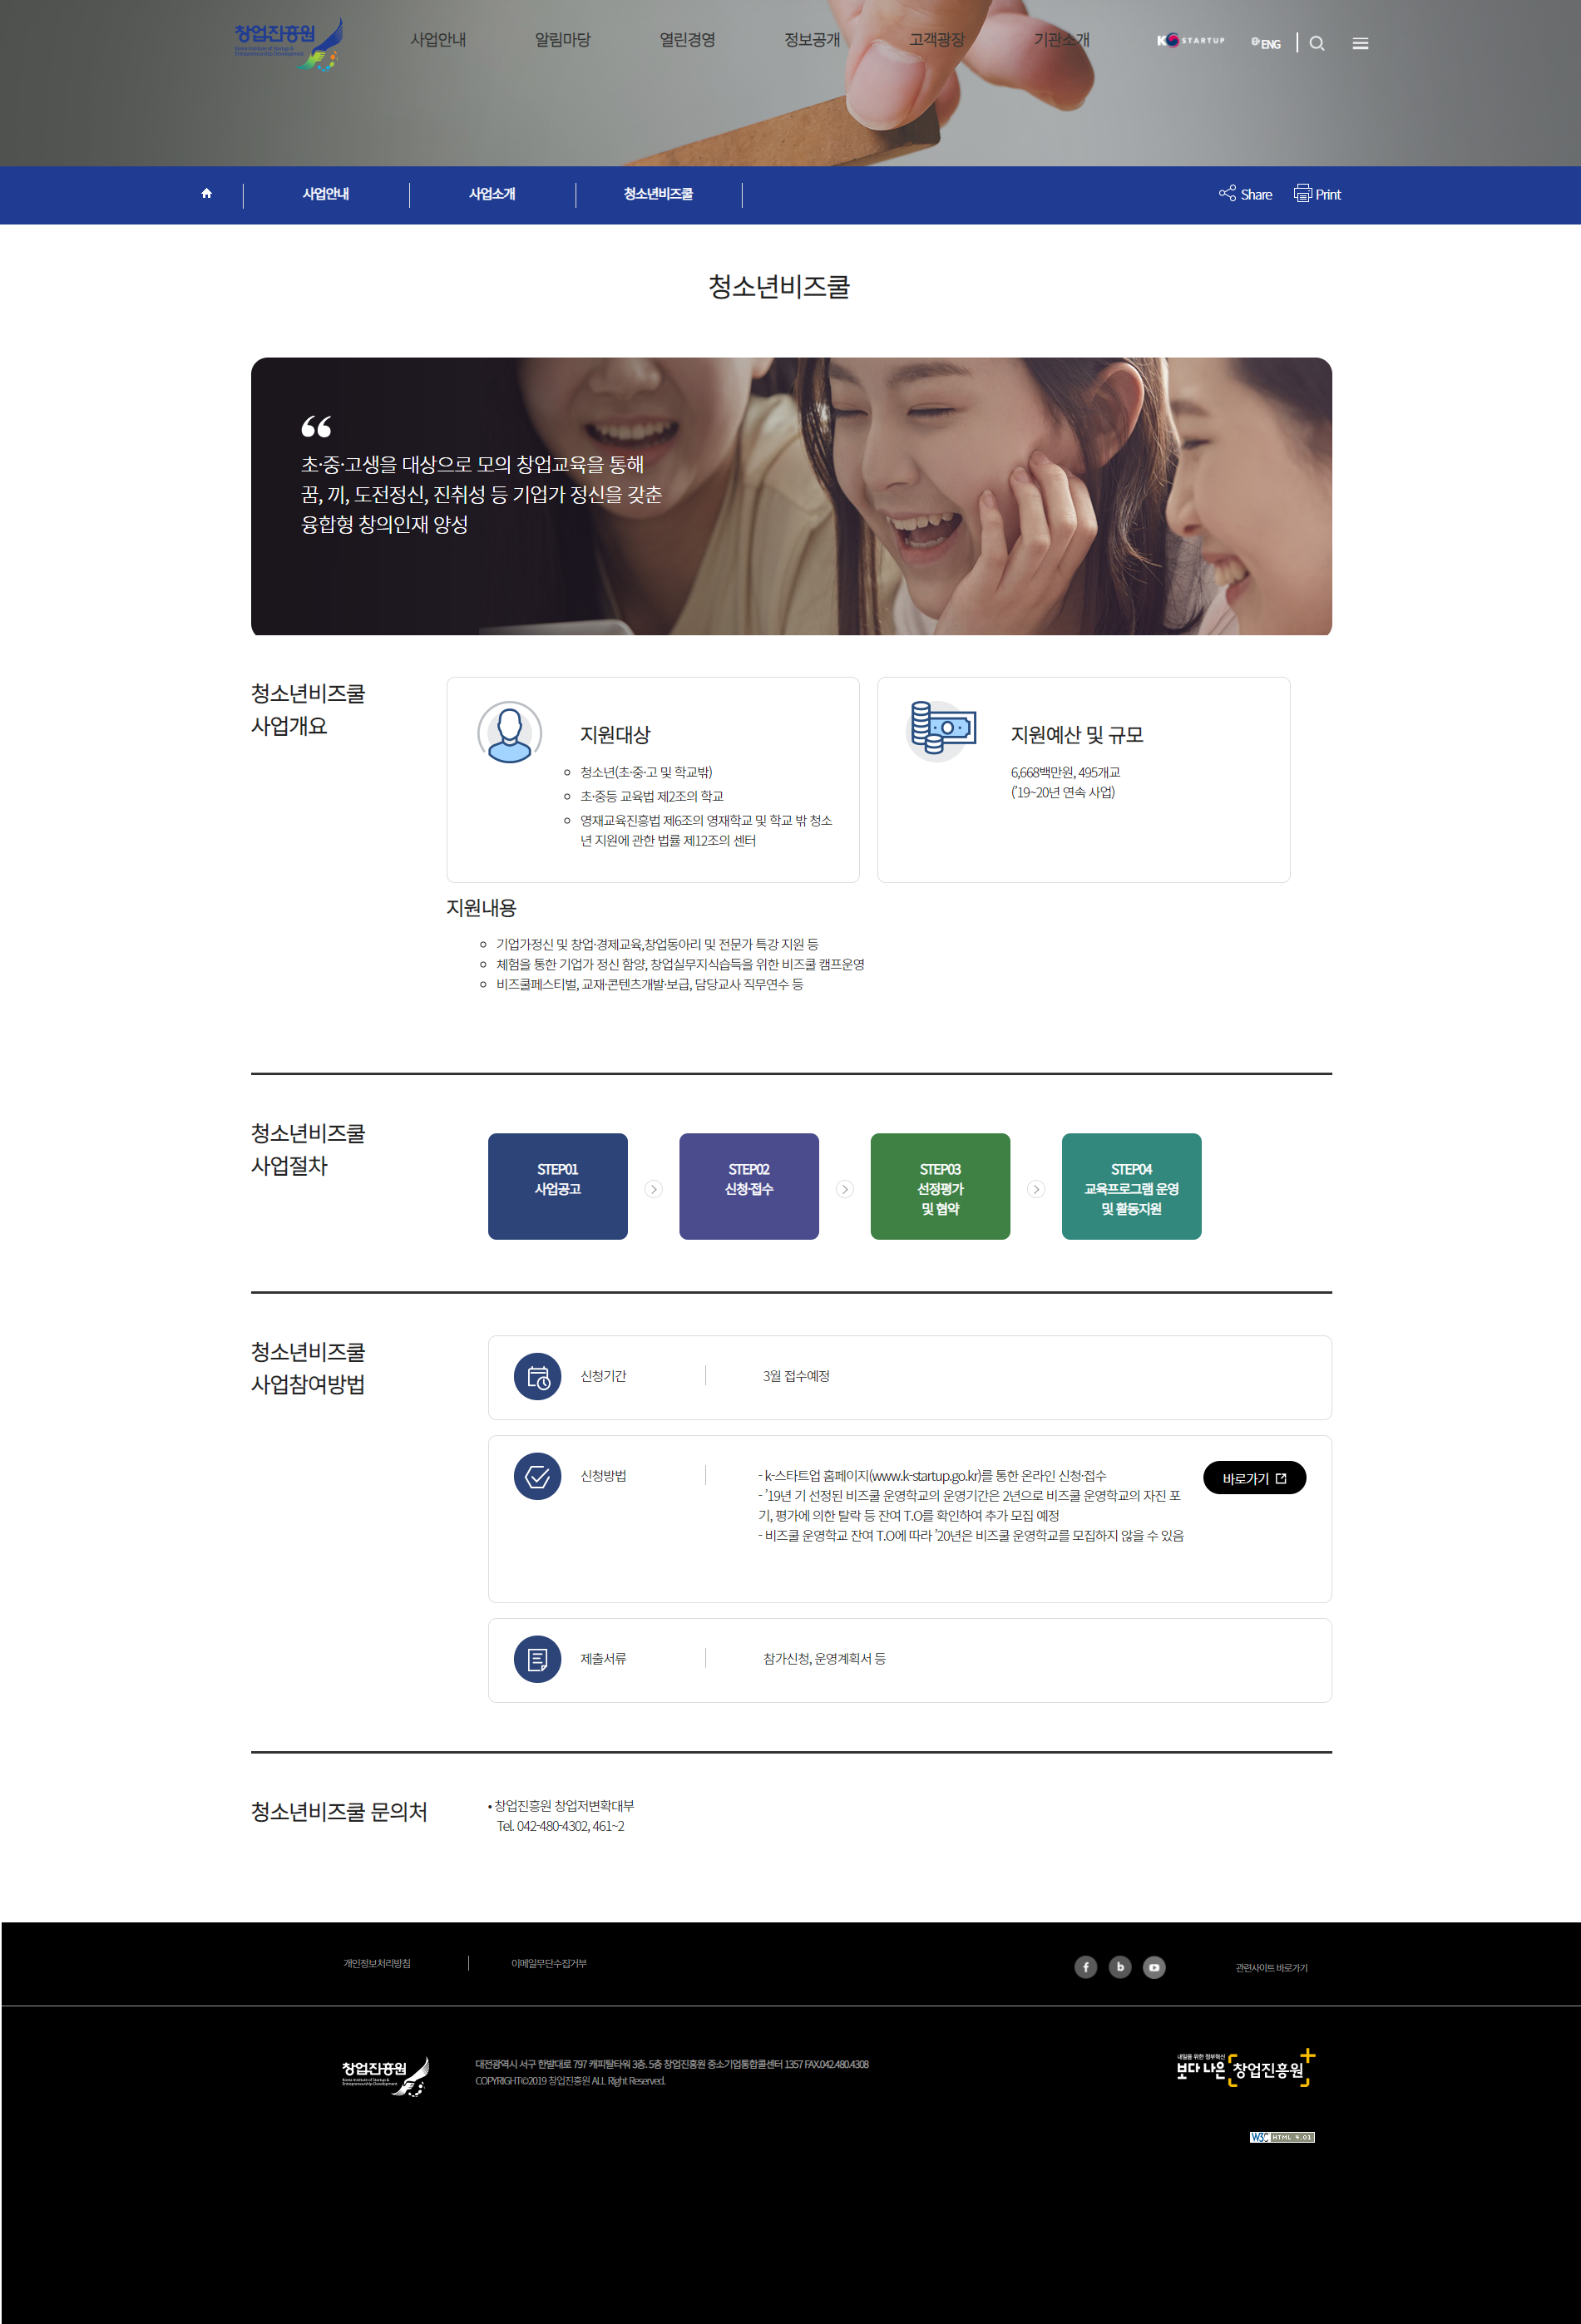 창업진흥원
Korea Institute of Startup &
Entrepreneurship Development
사업안내
알림마당
열린경영
정보공개
고객광장
기관소개
K STARTUP
ENG
사업안내
사업소개
청소년비즈쿨
Share
Print
청소년비즈쿨
초·중·고생을 대상으로 모의 창업교육을 통해
꿈, 끼, 도전정신, 진취성 등 기업가 정신을 갖춘
융합형 창의인재 양성
청소년비즈쿨
사업개요
지원대상
청소년(초·중·고 및 학교밖)
초·중등 교육법 제2조의 학교
영재교육진흥법 제6조의 영재학교 및 학교 밖 청소
년 지원에 관한 법률 제12조의 센터
지원예산 및 규모
6,668백만원, 495개교
('19~20년 연속 사업)
지원내용
기업가정신 및 창업·경제교육,창업동아리 및 전문가 특강 지원 등
체험을 통한 기업가 정신 함양, 창업실무지식습득을 위한 비즈쿨 캠프운영
비즈쿨페스티벌, 교재·콘텐츠개발·보급, 담당교사 직무연수 등
청소년비즈쿨
사업절차
STEP01
사업공고
STEP02
신청·접수
STEP03
선정평가
및 협약
STEP04
교육프로그램 운영
및 활동지원
청소년비즈쿨
사업참여방법
신청기간
3월 접수예정
신청방법
- k-스타트업 홈페이지(www.k-startup.go.kr)를 통한 온라인 신청·접수
- '19년 기 선정된 비즈쿨 운영학교의 운영기간은 2년으로 비즈쿨 운영학교의 자진 포
기, 평가에 의한 탈락 등 잔여 T.O를 확인하여 추가 모집 예정
- 비즈쿨 운영학교 잔여 T.O에 따라 '20년은 비즈쿨 운영학교를 모집하지 않을 수 있음
바로가기
제출서류
참가신청, 운영계획서 등
청소년비즈쿨 문의처
• 창업진흥원 창업저변확대부
Tel. 042-480-4302, 461~2
개인정보처리방침
이메일무단수집거부
관련사이트 바로가기
창업진흥원
Korea Institute of Startup &
Entrepreneurship Development
대전광역시 서구 한밭대로 797 캐피탈타워 3층. 5층 창업진흥원 중소기업통합콜센터 1357 FAX.042.480.4308
COPYRIGHT©2019 창업진흥원 ALL Right Reserved.
내일을 위한 정부혁신
보다 나은 창업진흥원
W3C HTML 4.01